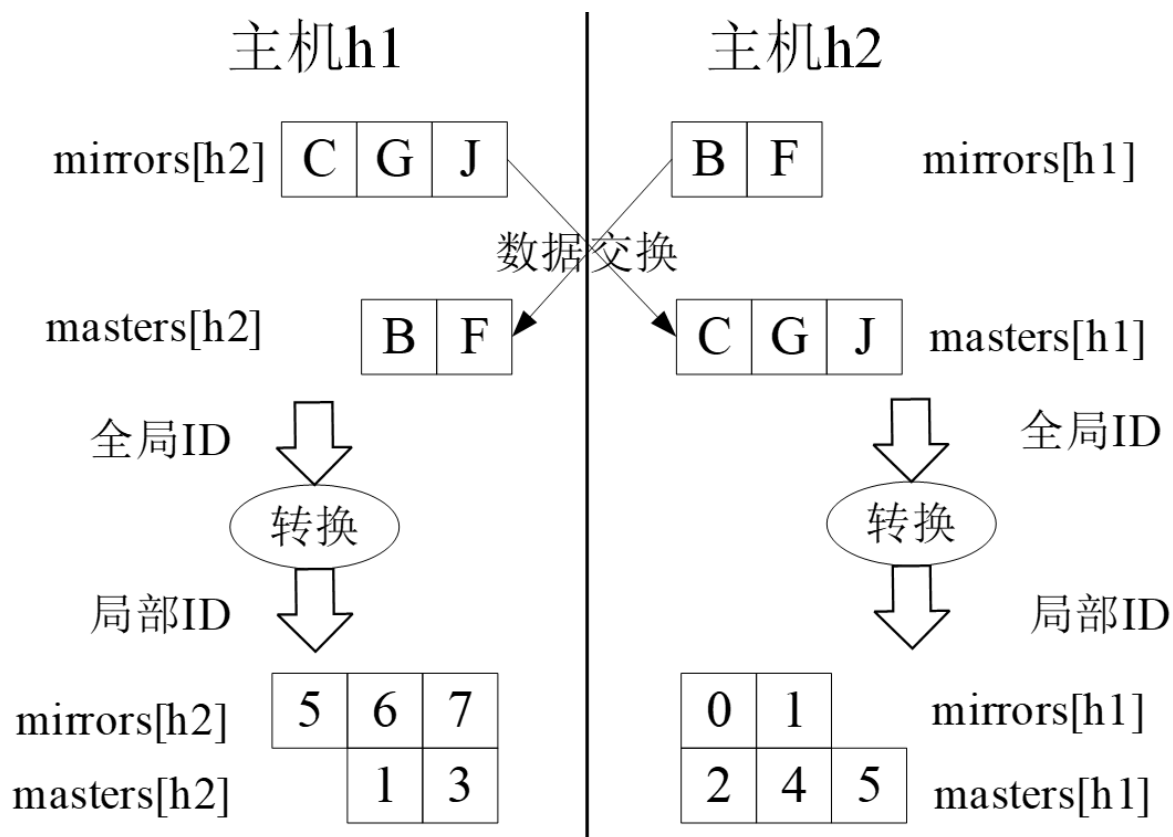 主机h1 主机h2
mirrors[h2] C G J B F mirrors[h1]
数据交换
masters[h2] B F C G J masters[h1]
全局ID 全局ID
转换 转换
局部ID 局部ID
mirrors[h2] 5 6 7 0 1 mirrors[h1]
masters[h2] 1 3 2 4 5 masters[h1]